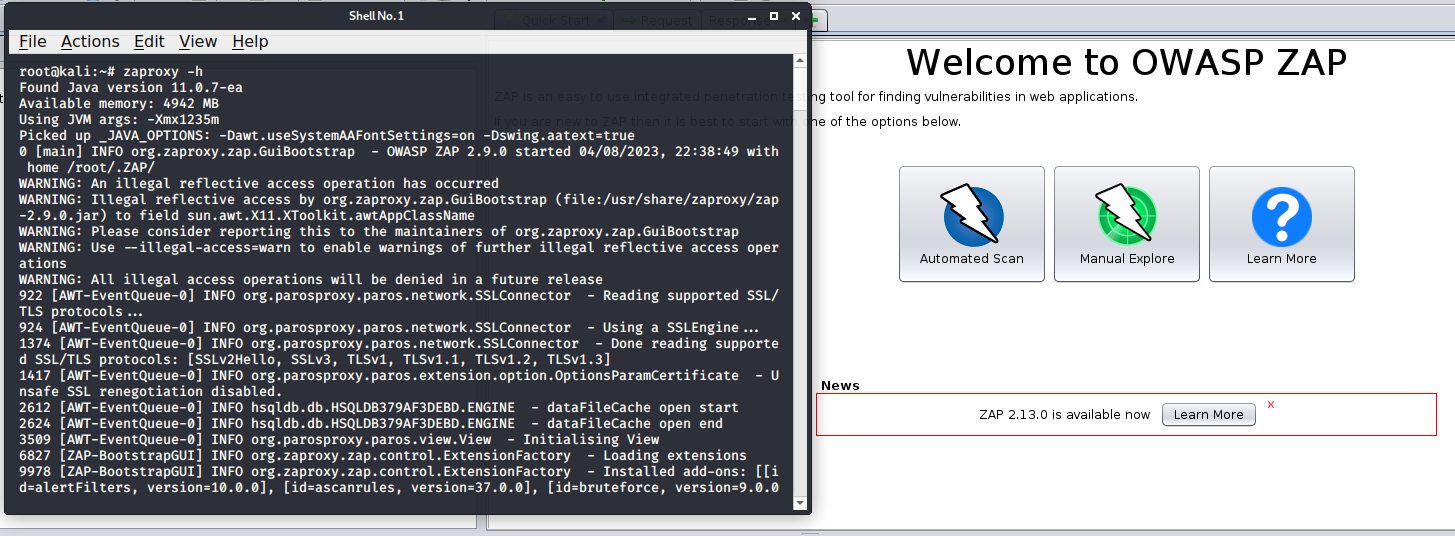 Shell No. 1
File Actions Edit View Help
root@kali:~# zaproxy -h
Found Java version 11.0.7-ea
Available memory: 4942 MB
Using JVM args: -Xmx1235m
Picked up _JAVA_OPTIONS: -Dawt.useSystemAAFontSettings=on -Dswing.aatext=true
0 [main] INFO org.zaproxy.zap.GuiBootstrap  - OWASP ZAP 2.9.0 started 04/08/2023, 22:38:49 with
 home /root/.ZAP/
WARNING: An illegal reflective access operation has occurred
WARNING: Illegal reflective access by org.zaproxy.zap.GuiBootstrap (file:/usr/share/zaproxy/zap
-2.9.0.jar) to field sun.awt.X11.XToolkit.awtAppClassName
WARNING: Please consider reporting this to the maintainers of org.zaproxy.zap.GuiBootstrap
WARNING: Use --illegal-access=warn to enable warnings of further illegal reflective access oper
ations
WARNING: All illegal access operations will be denied in a future release
922 [AWT-EventQueue-0] INFO org.parosproxy.paros.network.SSLConnector  - Reading supported SSL/
TLS protocols...
924 [AWT-EventQueue-0] INFO org.parosproxy.paros.network.SSLConnector  - Using a SSLEngine...
1374 [AWT-EventQueue-0] INFO org.parosproxy.paros.network.SSLConnector  - Done reading supporte
d SSL/TLS protocols: [SSLv2Hello, SSLv3, TLSv1, TLSv1.1, TLSv1.2, TLSv1.3]
1417 [AWT-EventQueue-0] INFO org.parosproxy.paros.extension.option.OptionsParamCertificate  - U
nsafe SSL renegotiation disabled.
2612 [AWT-EventQueue-0] INFO hsqldb.db.HSQLDB379AF3DEBD.ENGINE  - dataFileCache open start
2624 [AWT-EventQueue-0] INFO hsqldb.db.HSQLDB379AF3DEBD.ENGINE  - dataFileCache open end
3509 [AWT-EventQueue-0] INFO org.parosproxy.paros.view.View  - Initialising View
6827 [ZAP-BootstrapGUI] INFO org.zaproxy.zap.control.ExtensionFactory  - Loading extensions
9978 [ZAP-BootstrapGUI] INFO org.zaproxy.zap.control.ExtensionFactory  - Installed add-ons: [[i
d=alertFilters, version=10.0.0], [id=ascanrules, version=37.0.0], [id=bruteforce, version=9.0.0
Quick Start Request Response
Welcome to OWASP ZAP
ZAP is an easy to use integrated penetration testing tool for finding vulnerabilities in web applications.
If you are new to ZAP then it is best to start with one of the options below.
Automated Scan Manual Explore Learn More
News
ZAP 2.13.0 is available now Learn More X